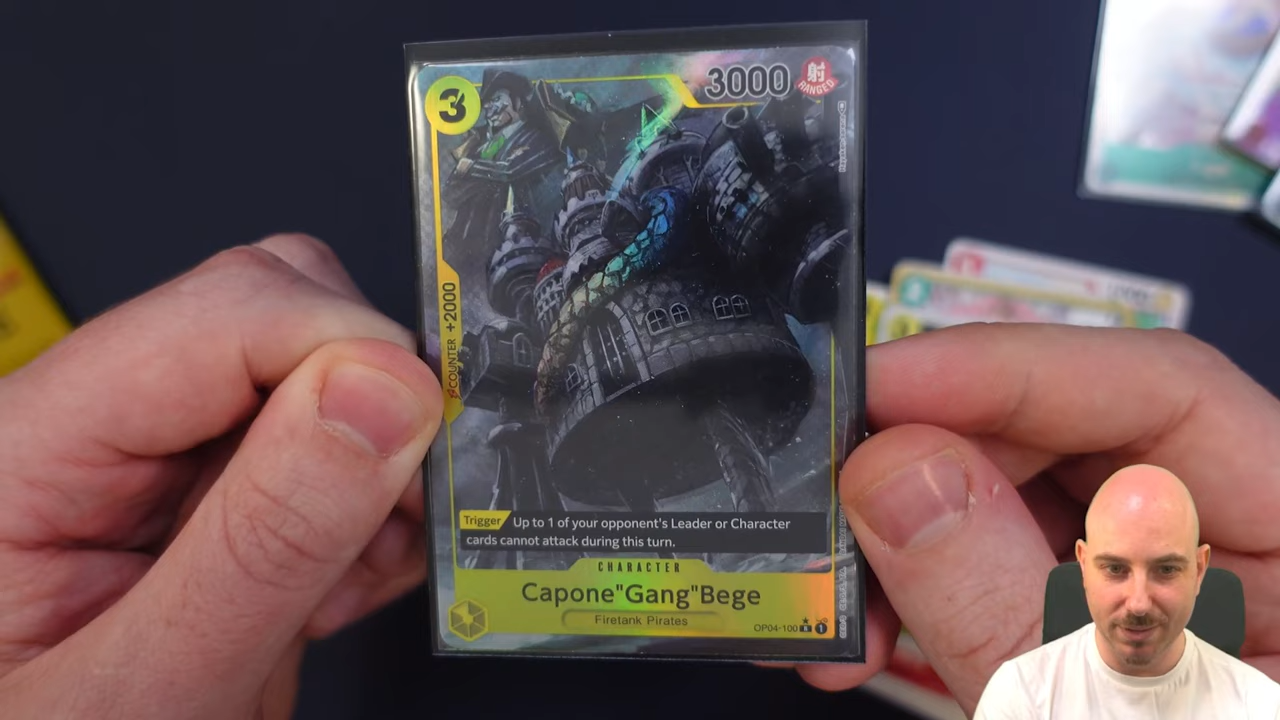 3
3000
射
RANGED
COUNTER +2000
Trigger Up to 1 of your opponent's Leader or Character
cards cannot attack during this turn.
CHARACTER
Capone"Gang"Bege
Firetank Pirates
OP04-100 R 1